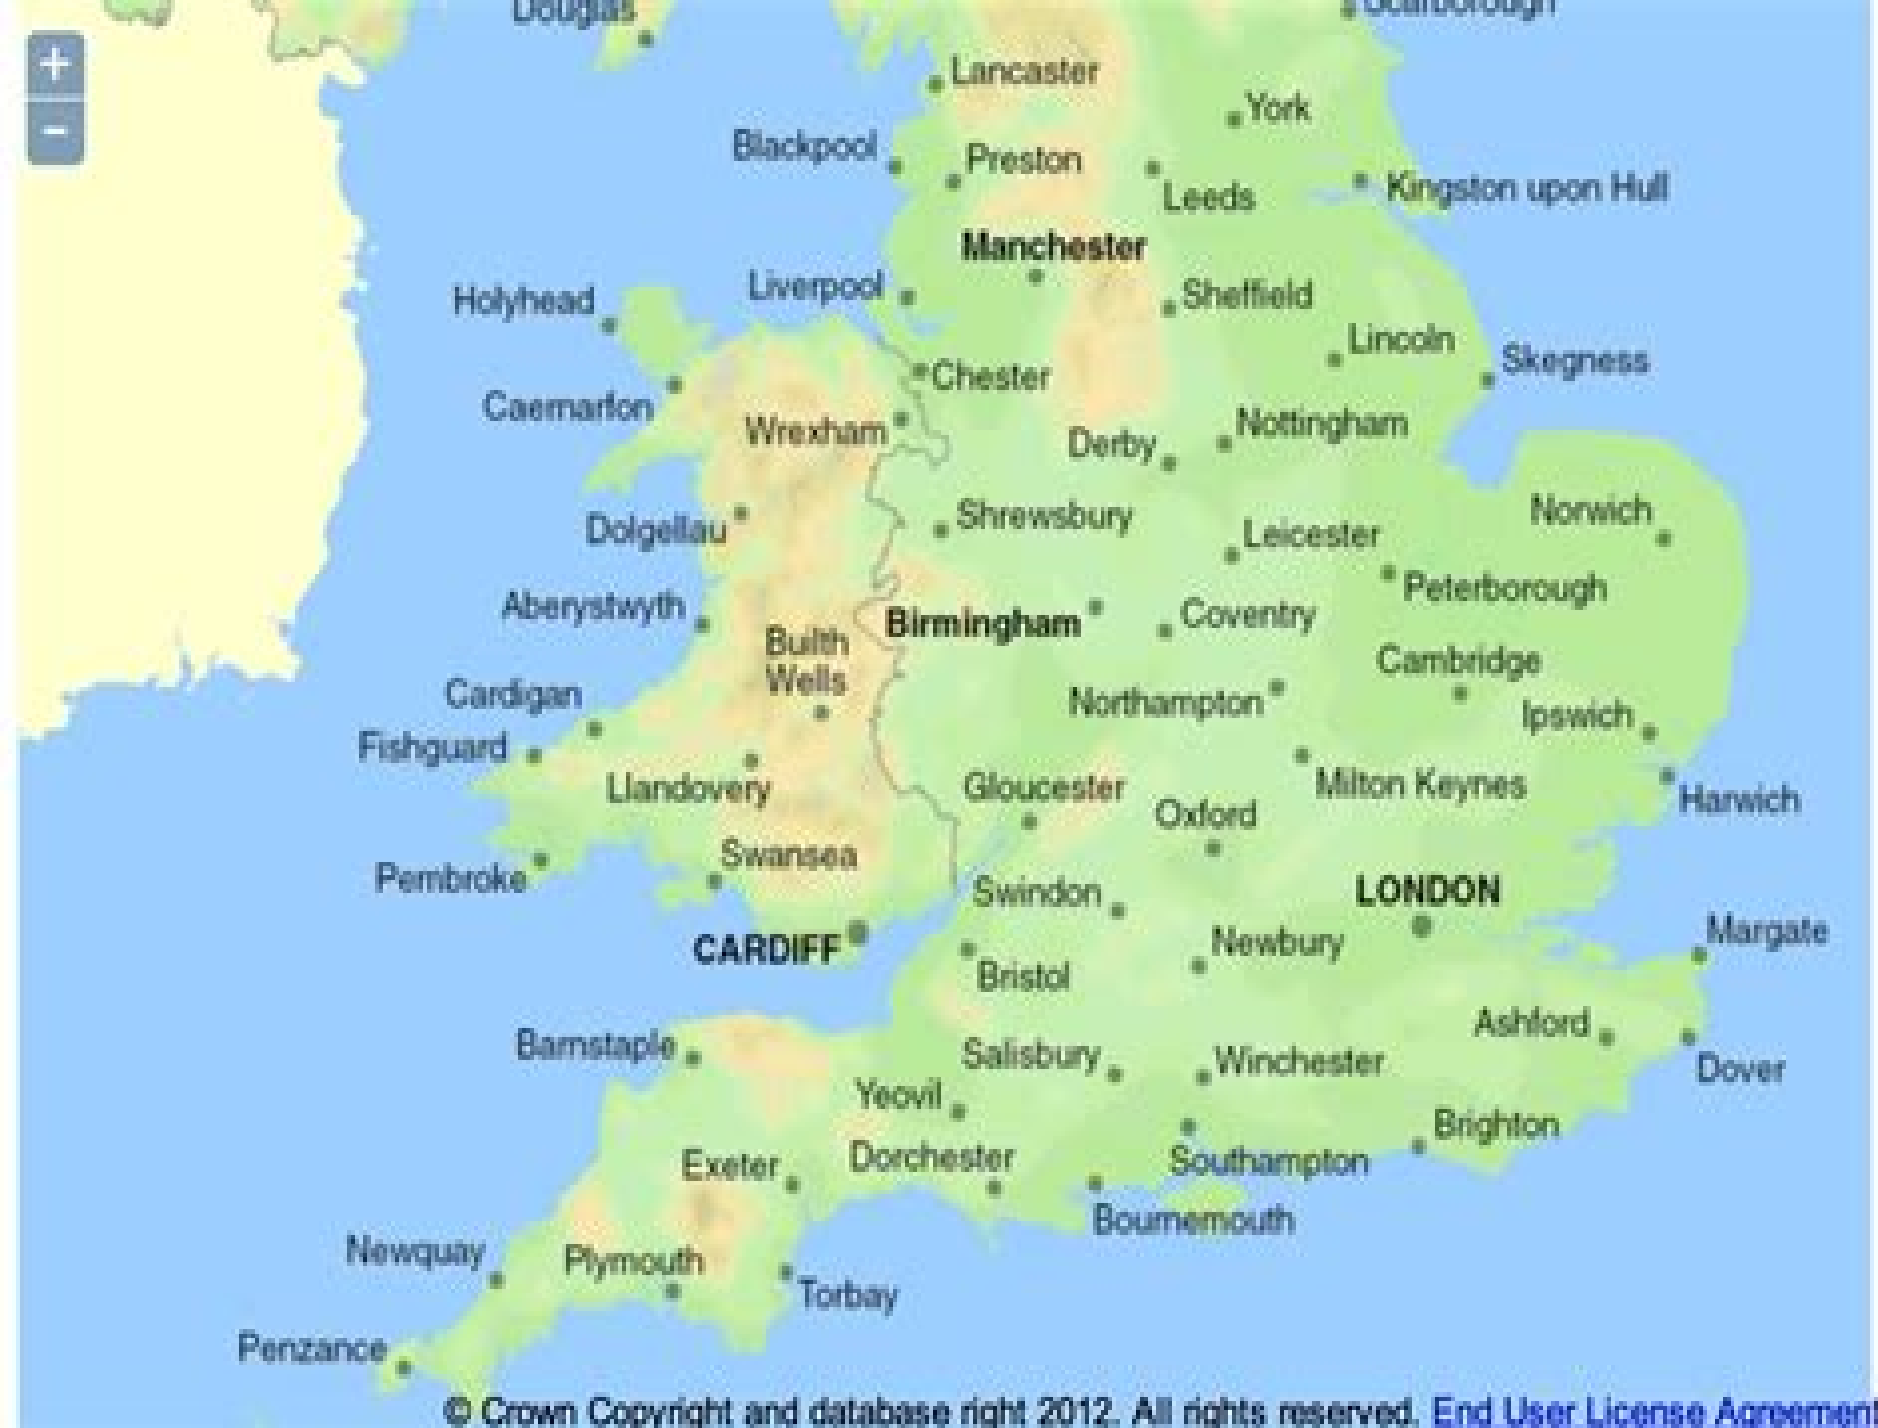 Douglas
Scarborough
+
Lancaster
York
-
Blackpool
Preston
Leeds
Kingston upon Hull
Manchester
Liverpool
Holyhead
Sheffield
Lincoln
Skegness
Chester
Caernarfon
Wrexham
Nottingham
Derby
Norwich
Shrewsbury
Dolgellau
Leicester
Peterborough
Aberystwyth
Birmingham
Coventry
Builth
Wells
Cambridge
Cardigan
Northampton
Ipswich
Fishguard
Llandovery
Gloucester
Milton Keynes
Harwich
Oxford
Swansea
Pembroke
Swindon
LONDON
CARDIFF
Newbury
Margate
Bristol
Ashford
Barnstaple
Salisbury
Winchester
Dover
Yeovil
Brighton
Exeter
Dorchester
Southampton
Bournemouth
Newquay
Plymouth
Torbay
Penzance
© Crown Copyright and database right 2012. All rights reserved. End User License Agreement